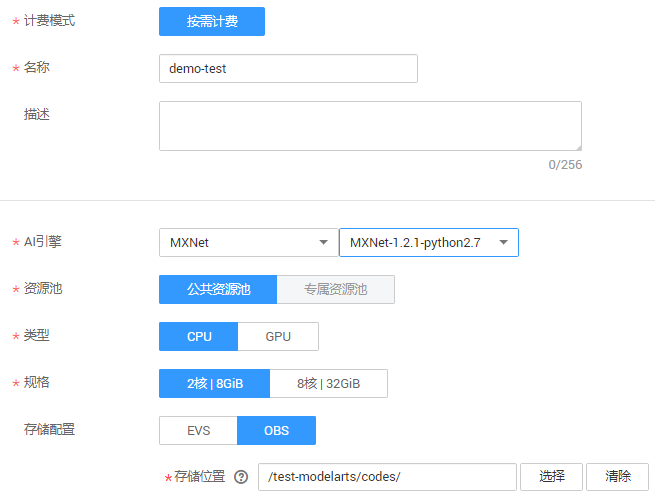 * 计费模式 按需计费
* 名称 demo-test
描述
0/256
* AI引擎 MXNet MXNet-1.2.1-python2.7
* 资源池 公共资源池 专属资源池
* 类型 CPU GPU
* 规格 2核 | 8GiB 8核 | 32GiB
存储配置 EVS OBS
* 存储位置 ? /test-modelarts/codes/ 选择 清除